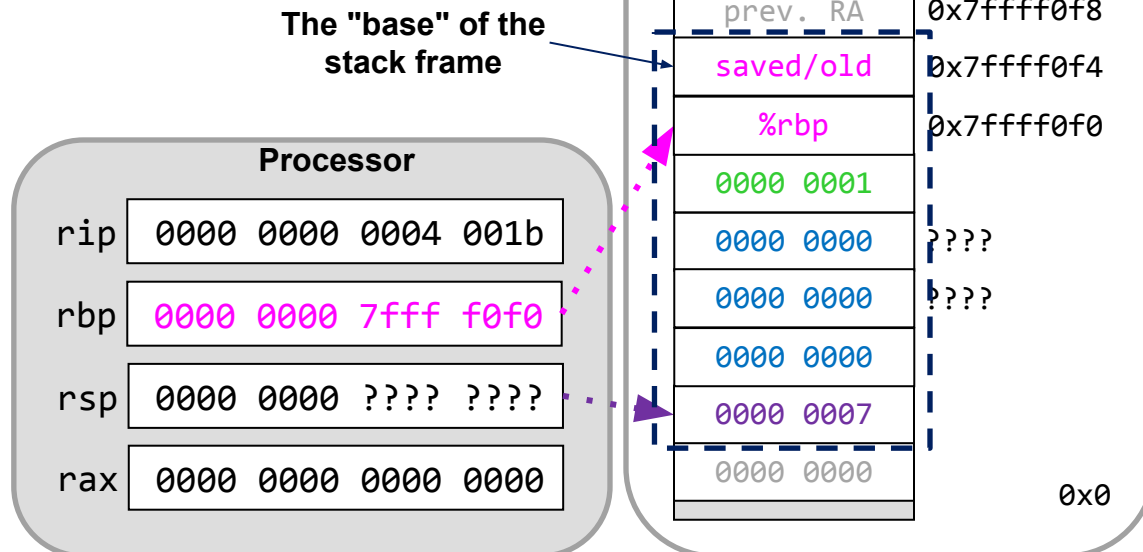 The "base" of the
stack frame
prev. RA 0x7ffff0f8
saved/old 0x7ffff0f4
%rbp 0x7ffff0f0
0000 0001
0000 0000 ????
0000 0000 ????
0000 0000
0000 0007
0000 0000
0x0
Processor
rip 0000 0000 0004 001b
rbp 0000 0000 7fff f0f0
rsp 0000 0000 ???? ????
rax 0000 0000 0000 0000